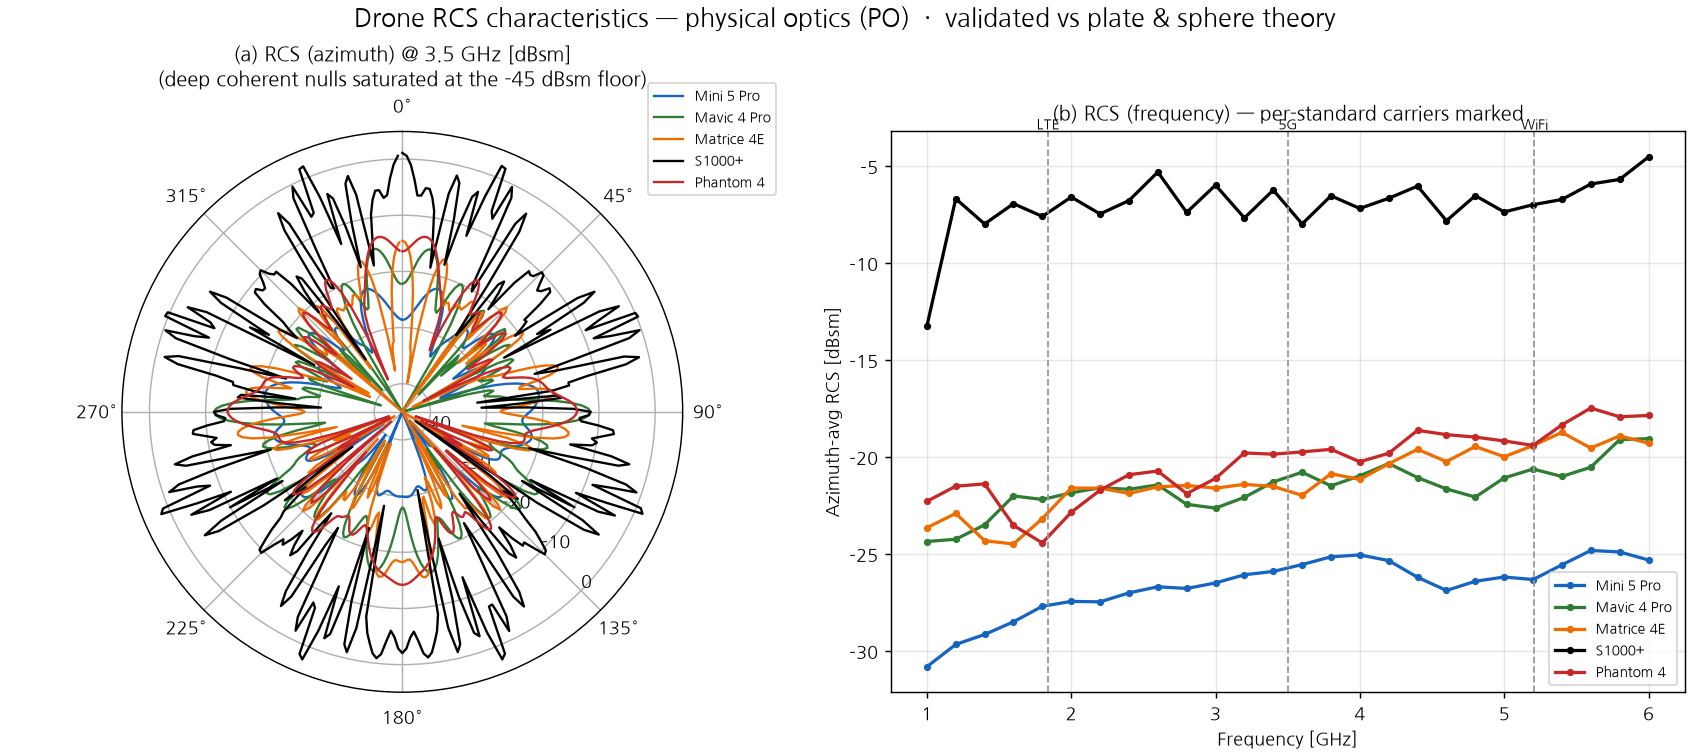 Drone RCS characteristics — physical optics (PO) · validated vs plate & sphere theory
(a) RCS (azimuth) @ 3.5 GHz [dBsm]
(deep coherent nulls saturated at the -45 dBsm floor)
0°
45°
90°
135°
180°
225°
270°
315°
-40
-30
-20
-10
0
Mini 5 Pro
Mavic 4 Pro
Matrice 4E
S1000+
Phantom 4
(b) RCS (frequency) — per-standard carriers marked
LTE
5G
WiFi
Azimuth-avg RCS [dBsm]
-5
-10
-15
-20
-25
-30
1
2
3
4
5
6
Frequency [GHz]
Mini 5 Pro
Mavic 4 Pro
Matrice 4E
S1000+
Phantom 4